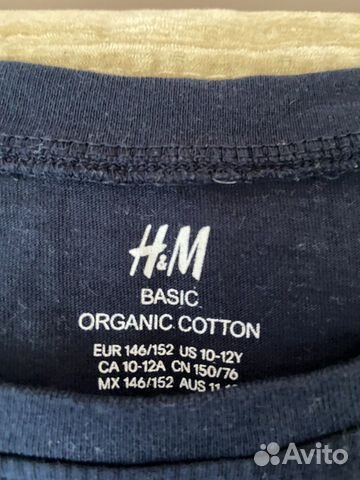 H&M
BASIC
ORGANIC COTTON
EUR 146/152 US 10-12Y
CA 10-12A CN 150/76
MX 146/152 AUS
Avito